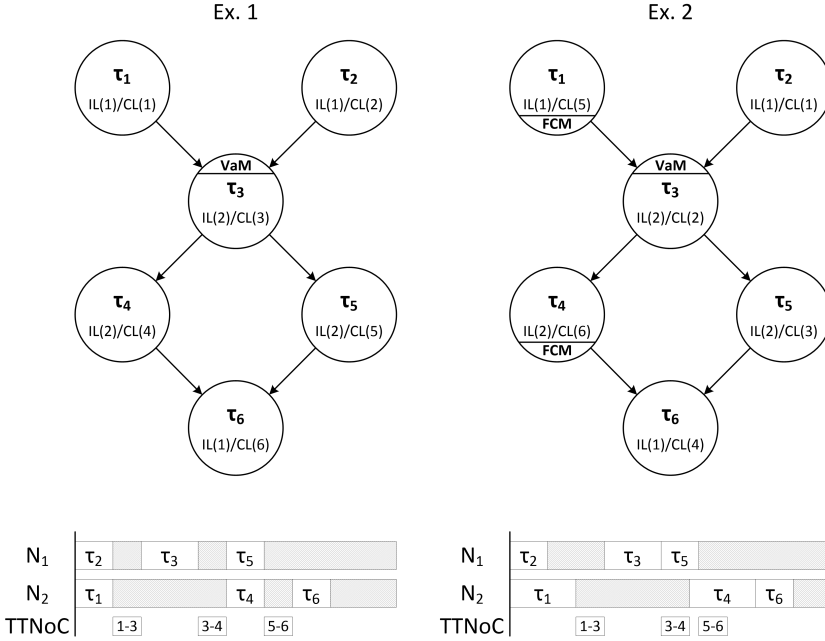 Ex. 1 Ex. 2
τ1 τ2 τ1 τ2
IL(1)/CL(1) IL(1)/CL(2) IL(1)/CL(5) IL(1)/CL(1)
FCM
VaM VaM
τ3 τ3
IL(2)/CL(3) IL(2)/CL(2)
τ4 τ5 τ4 τ5
IL(2)/CL(4) IL(2)/CL(5) IL(2)/CL(6) IL(2)/CL(3)
FCM
τ6 τ6
IL(1)/CL(6) IL(1)/CL(4)
N1 τ2 τ3 τ5 N1 τ2 τ3 τ5
N2 τ1 τ4 τ6 N2 τ1 τ4 τ6
TTNoC 1-3 3-4 5-6 TTNoC 1-3 3-4 5-6